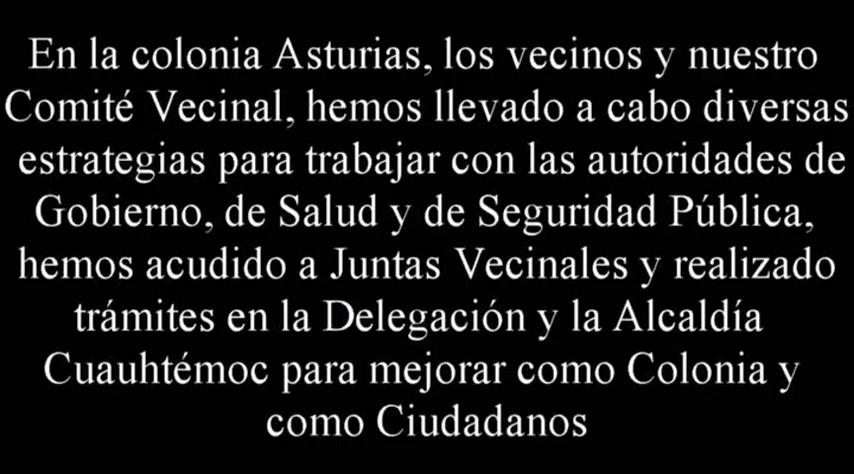 En la colonia Asturias, los vecinos y nuestro
Comité Vecinal, hemos llevado a cabo diversas
estrategias para trabajar con las autoridades de
Gobierno, de Salud y de Seguridad Pública,
hemos acudido a Juntas Vecinales y realizado
trámites en la Delegación y la Alcaldía
Cuauhtémoc para mejorar como Colonia y
como Ciudadanos